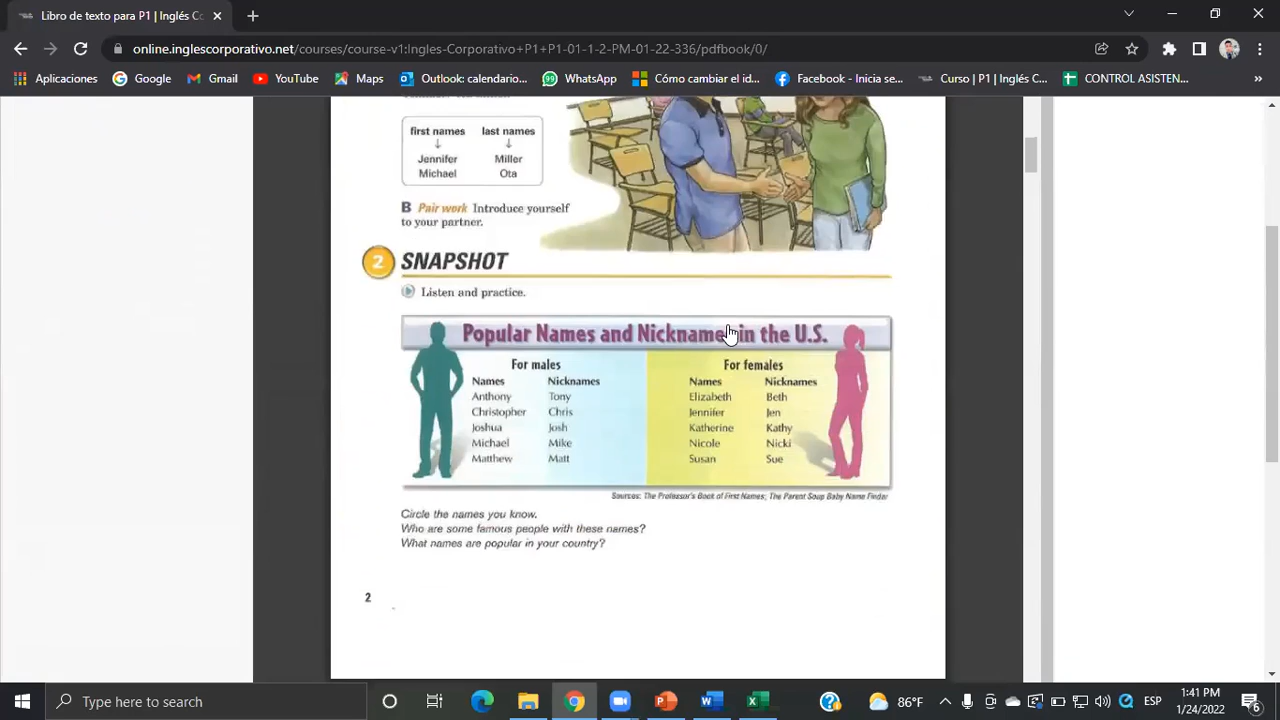 Libro de texto para P1 | Inglés Co
online.inglescorporativo.net/courses/course-v1:Ingles-Corporativo+P1+P1-01-1-2-PM-01-22-336/pdfbook/0/
Aplicaciones Google Gmail YouTube Maps Outlook: calendario... 99 WhatsApp Cómo cambiar el id... Facebook - Inicia se... Curso | P1 | Inglés C... CONTROL ASISTEN... »
first names last names
Jennifer Miller
Michael Ota
B Pair work Introduce yourself
to your partner.
2 SNAPSHOT
Listen and practice.
Popular Names and Nicknames in the U.S.
For males For females
Names Nicknames Names Nicknames
Anthony Tony Elizabeth Beth
Christopher Chris Jennifer Jen
Joshua Josh Katherine Kathy
Michael Mike Nicole Nicki
Matthew Matt Susan Sue
Sources: The Professor's Book of First Names; The Parent Soup Baby Name Finder
Circle the names you know.
Who are some famous people with these names?
What names are popular in your country?
2
Type here to search 86°F ESP 1:41 PM
1/24/2022 6